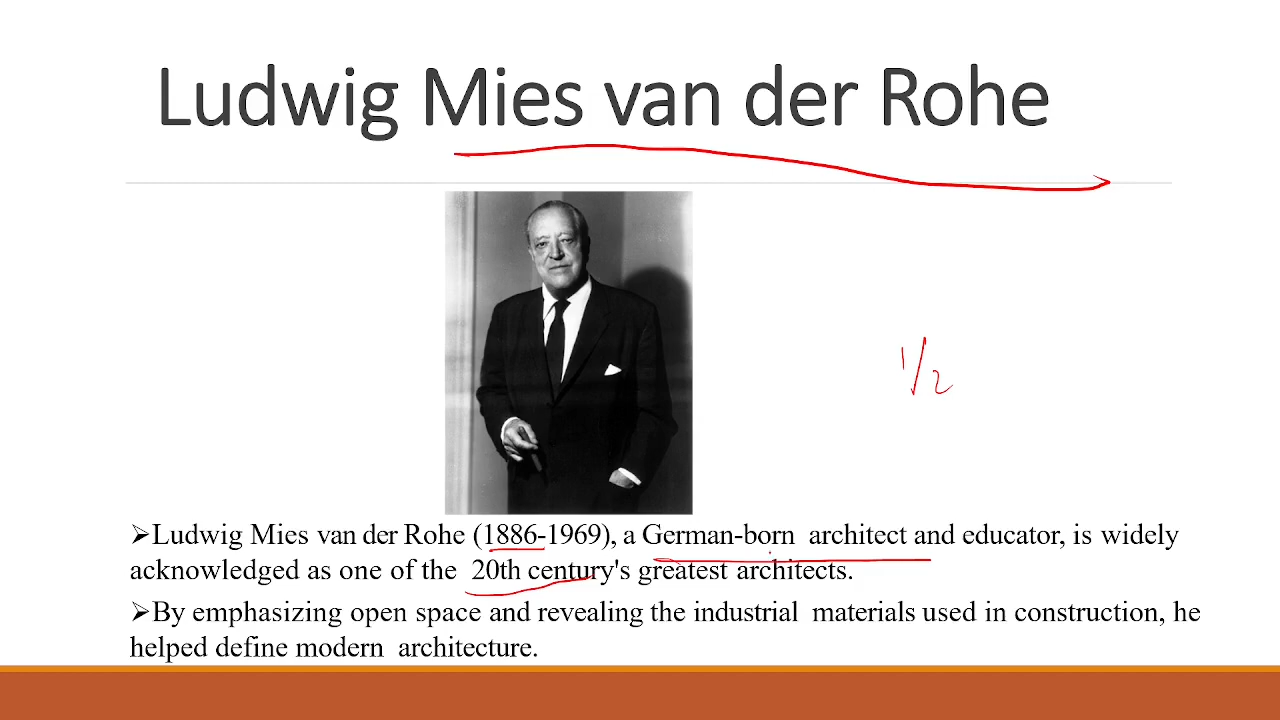 Ludwig Mies van der Rohe
1/2
➢Ludwig Mies van der Rohe (1886-1969), a German-born architect and educator, is widely
acknowledged as one of the 20th century's greatest architects.
➢By emphasizing open space and revealing the industrial materials used in construction, he
helped define modern architecture.